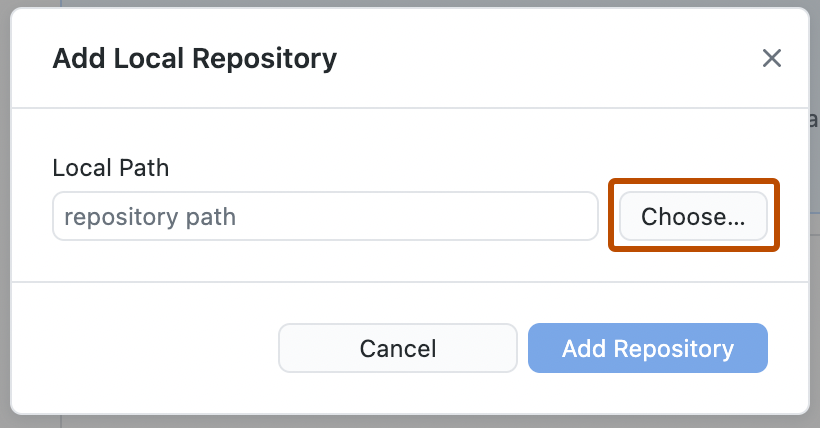 Add Local Repository
Local Path
repository path
Choose...
Cancel
Add Repository